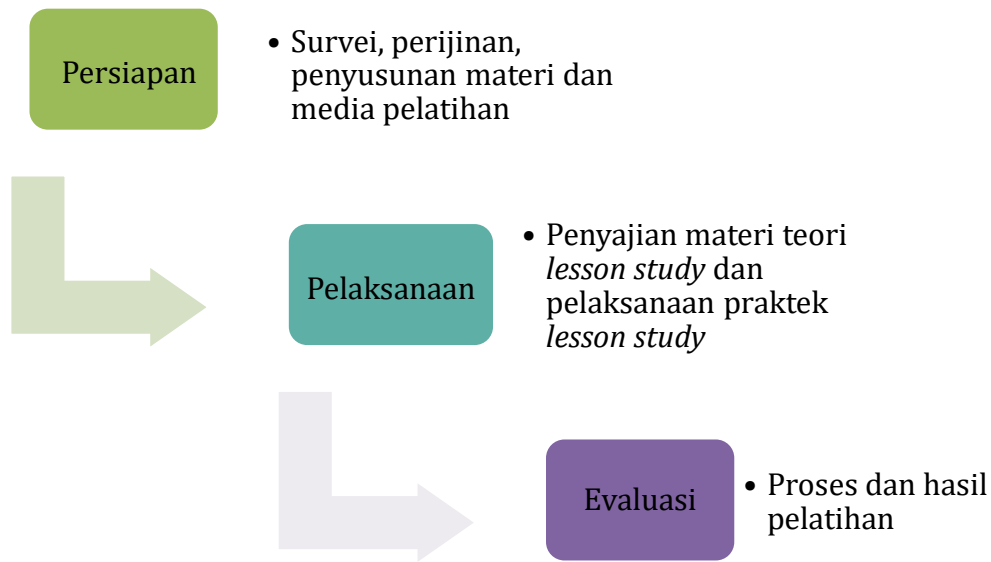 Persiapan
• Survei, perijinan,
penyusunan materi dan
media pelatihan
Pelaksanaan
• Penyajian materi teori
lesson study dan
pelaksanaan praktek
lesson study
Evaluasi
• Proses dan hasil
pelatihan